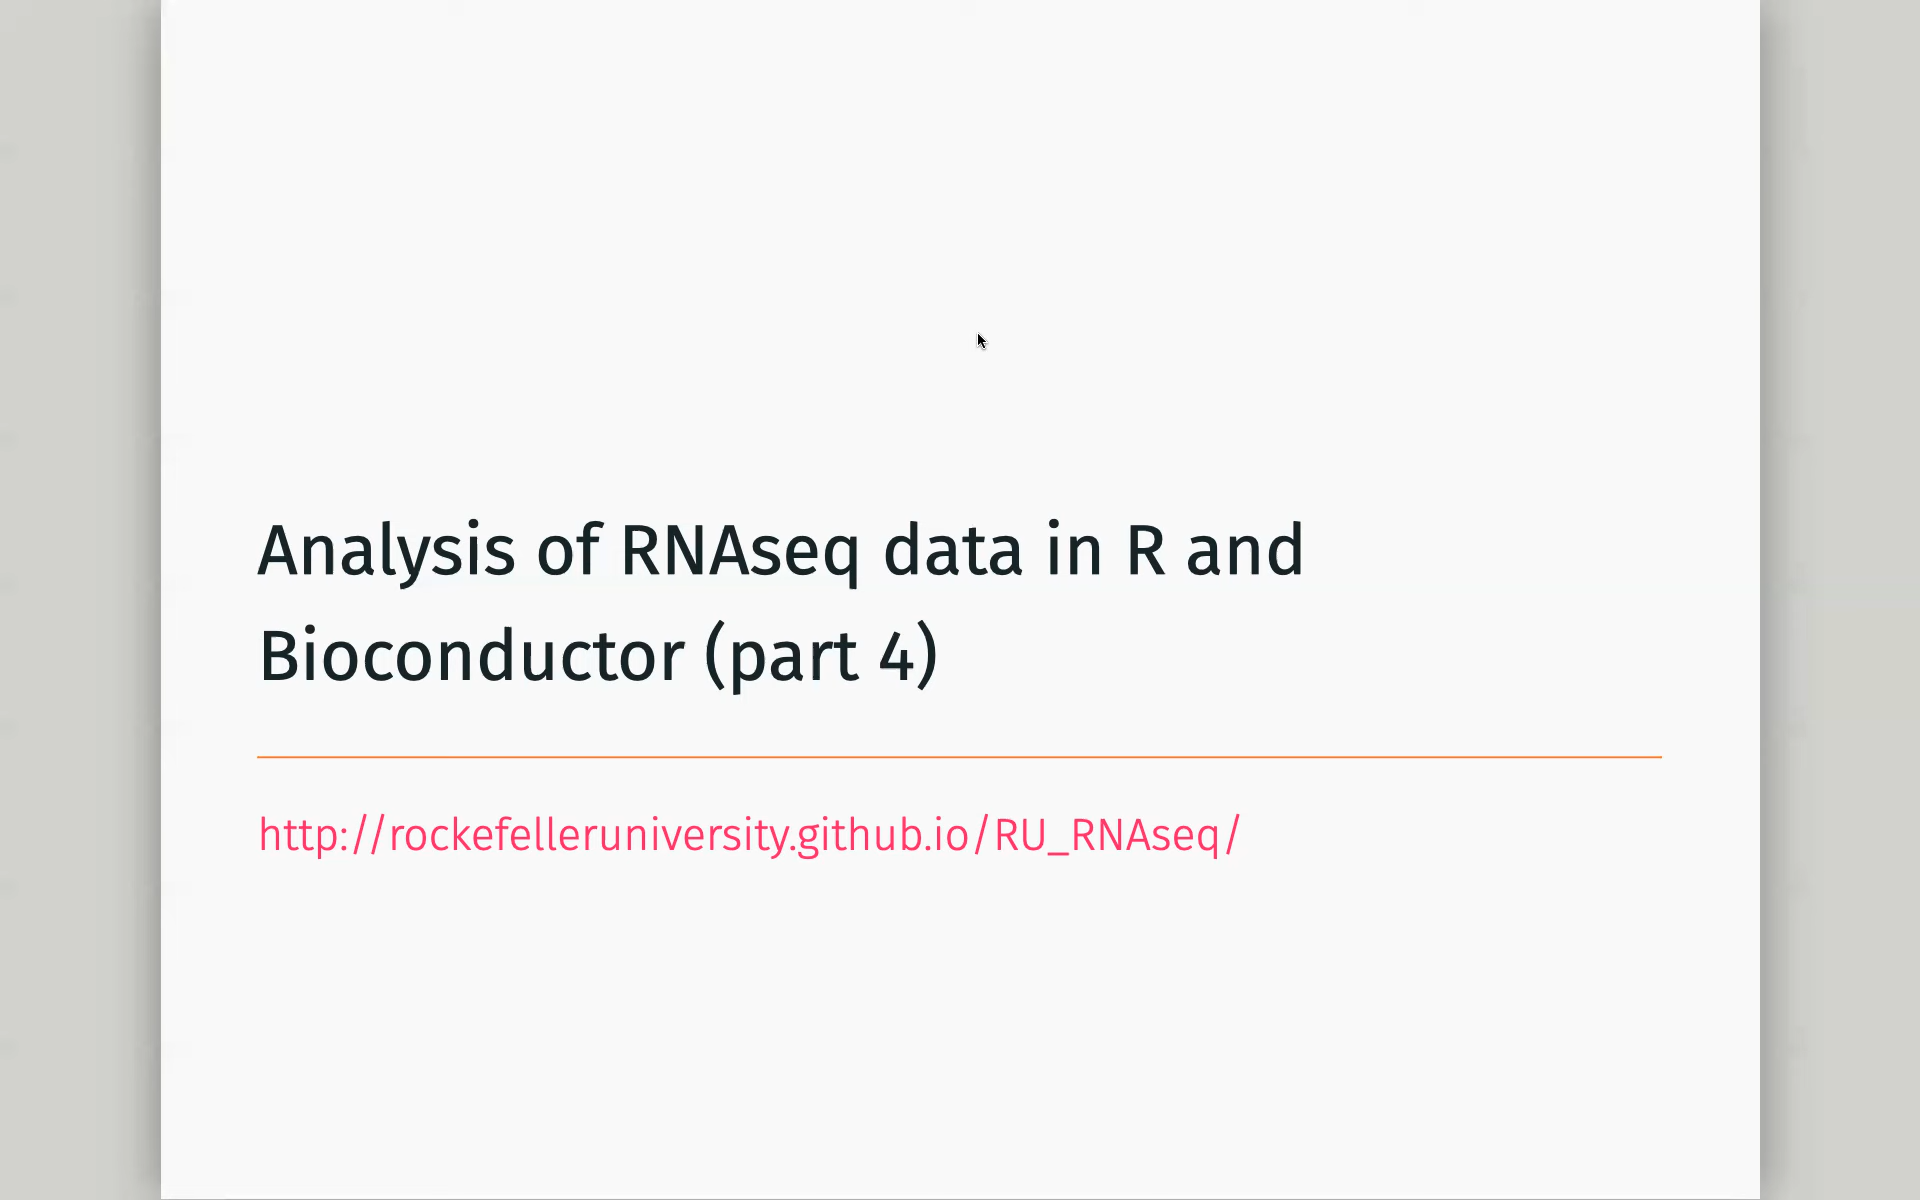 Analysis of RNAseq data in R and
Bioconductor (part 4)
http://rockefelleruniversity.github.io/RU_RNAseq/